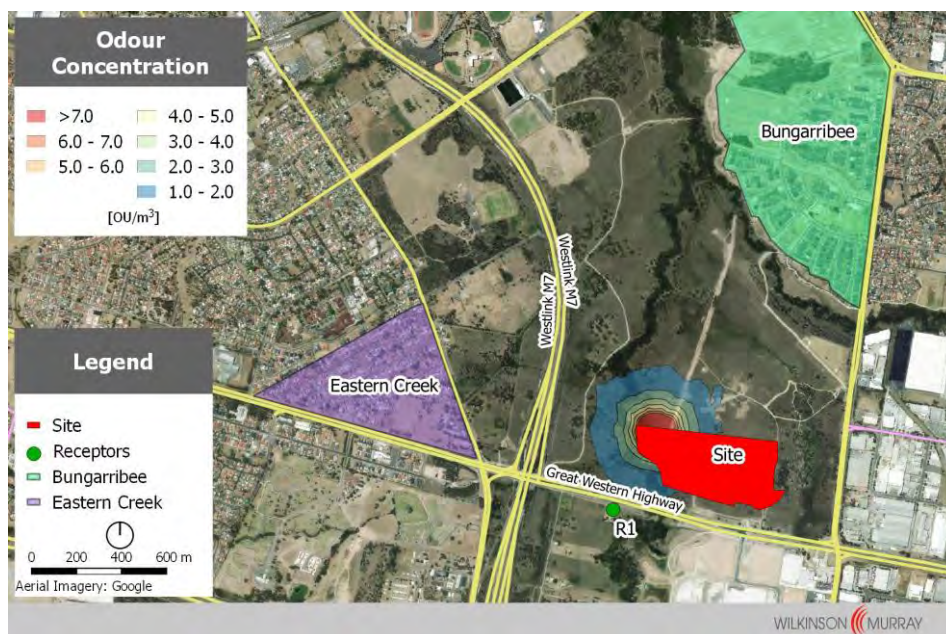 Odour
Concentration
>7.0
4.0 - 5.0
6.0 - 7.0
3.0 - 4.0
5.0 - 6.0
2.0 - 3.0
1.0 - 2.0
[OU/m³]
Bungarribee
Westlink M7
Westlink M7
Eastern Creek
Legend
Site
Receptors
Bungarribee
Eastern Creek
0 200 400 600 m
Aerial Imagery: Google
Site
Great Western Highway
R1
WILKINSON MURRAY